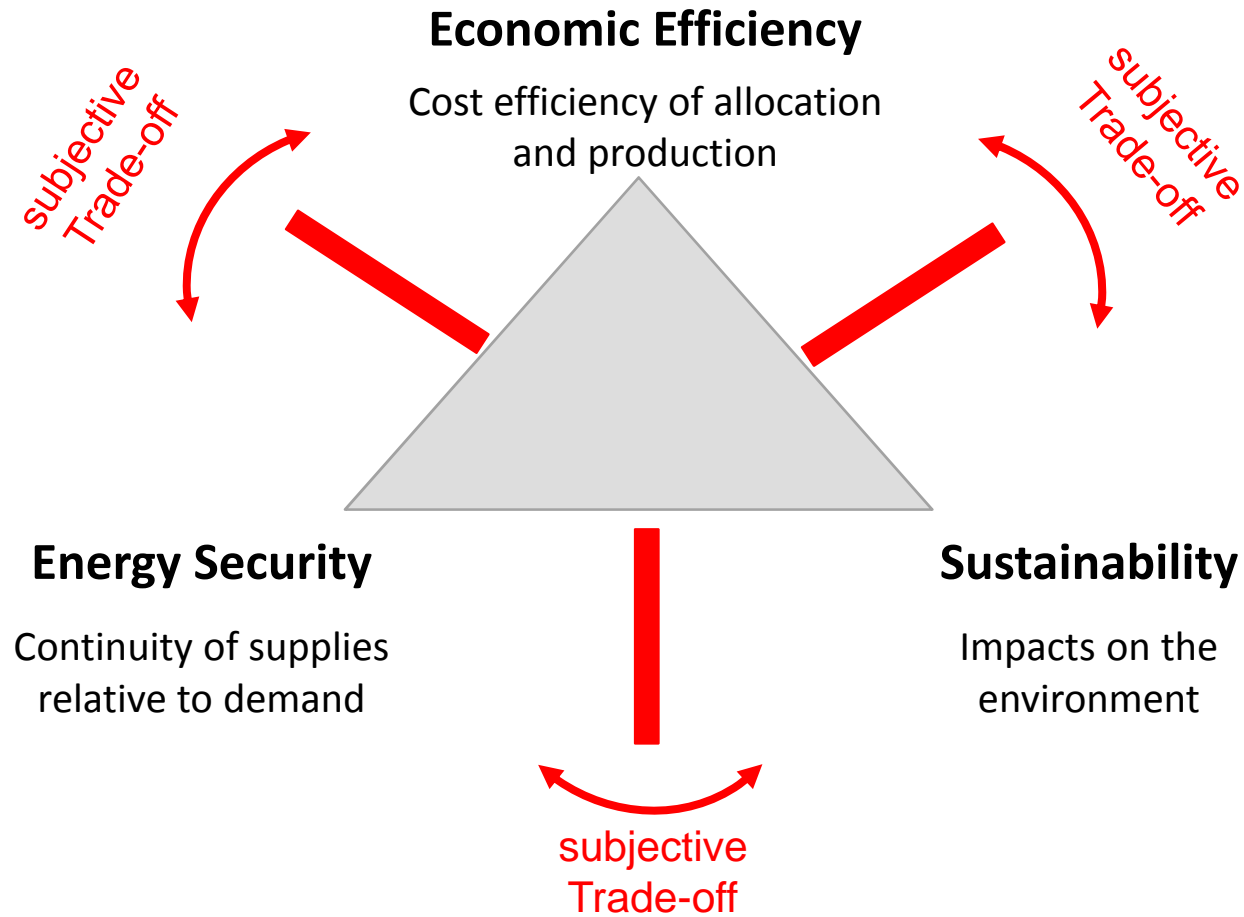 Economic Efficiency
Cost efficiency of allocation
and production
subjective
Trade-off
subjective
Trade-off
Energy Security
Continuity of supplies
relative to demand
Sustainability
Impacts on the
environment
subjective
Trade-off